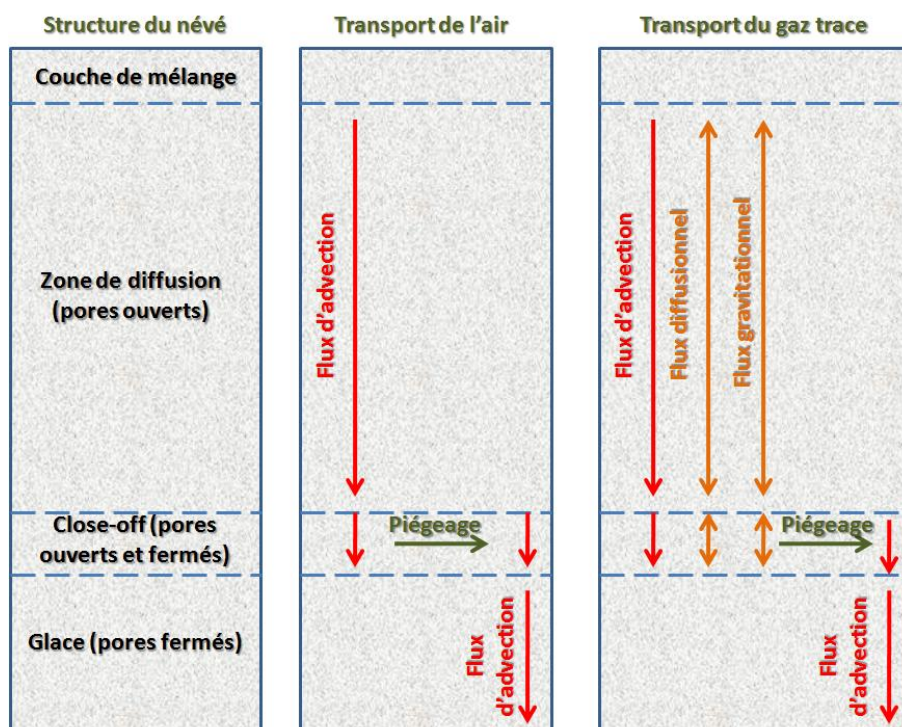 Structure du névé
Transport de l'air
Transport du gaz trace
Couche de mélange
Zone de diffusion
(pores ouverts)
Close-off (pores
ouverts et fermés)
Glace (pores fermés)
Flux d'advection
Piégeage
Flux
d'advection
Flux d'advection
Flux diffusionnel
Flux gravitationnel
Piégeage
Flux
d'advection